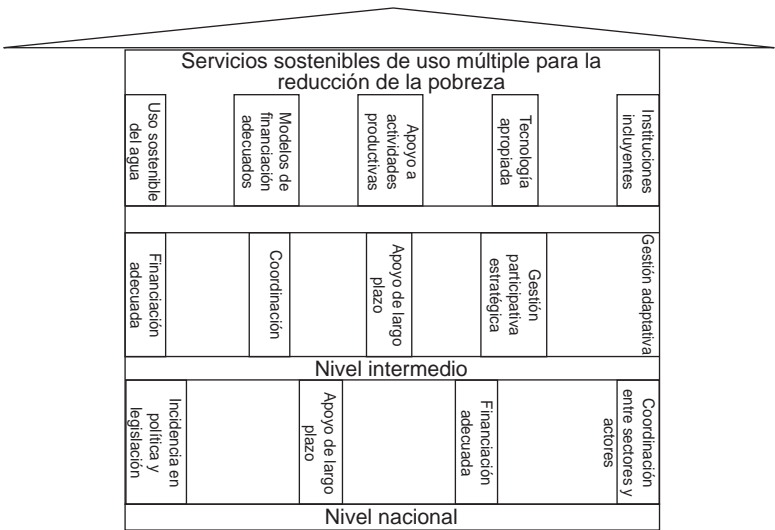 Servicios sostenibles de uso múltiple para la
reducción de la pobreza
Uso sostenible
del agua
Modelos de
financiación
adecuados
Apoyo a
actividades
productivas
Tecnología
apropiada
Instituciones
incluyentes
Financiación
adecuada
Coordinación
Apoyo de largo
plazo
Gestión
participativa
estratégica
Gestión adaptativa
Nivel intermedio
Incidencia en
política y
legislación
Apoyo de largo
plazo
Financiación
adecuada
Coordinación
entre sectores y
actores
Nivel nacional